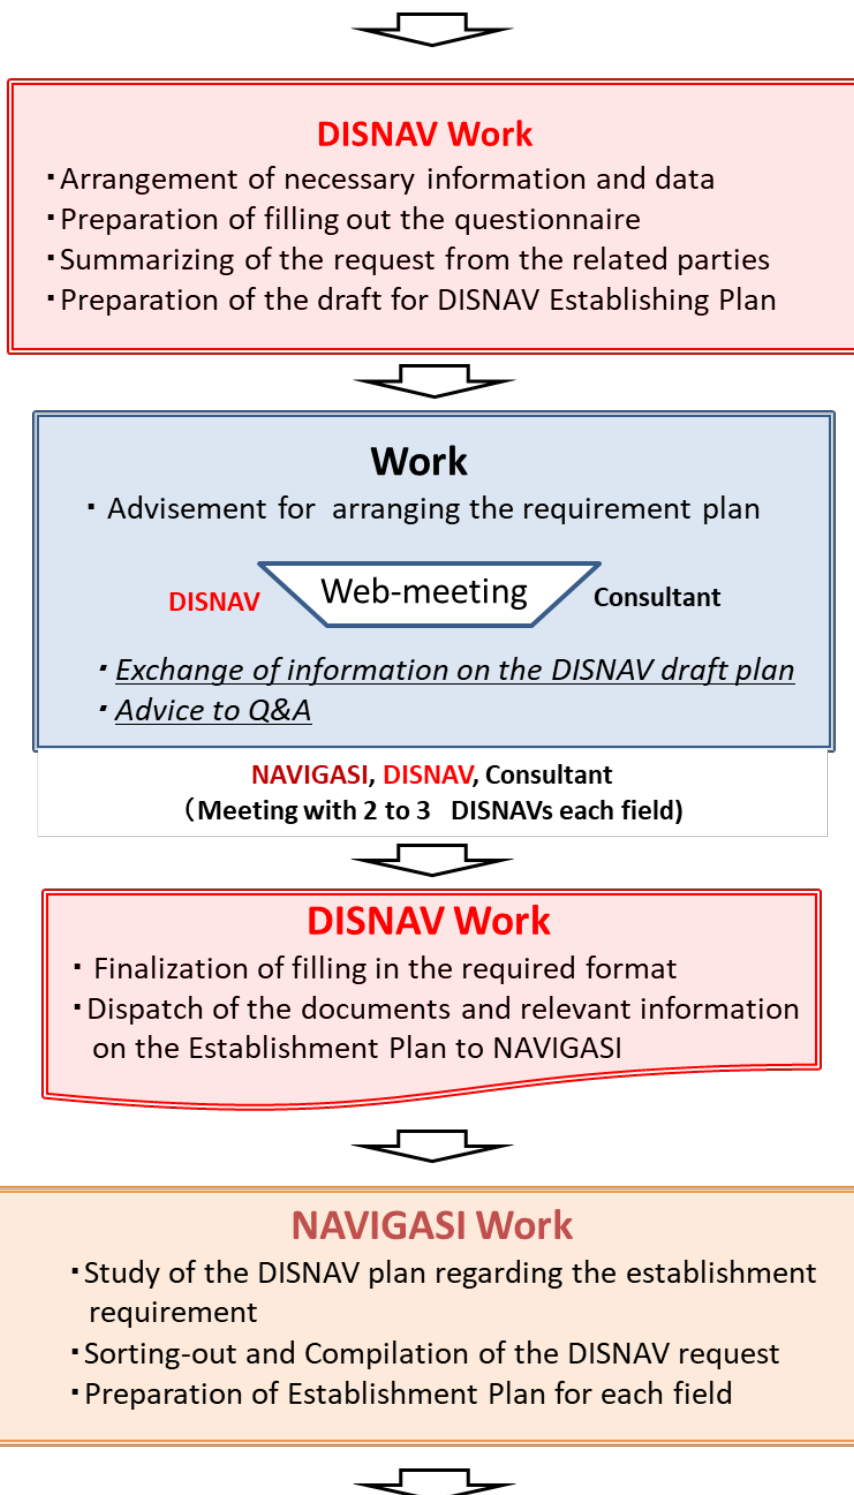 DISNAV Work
・Arrangement of necessary information and data
・Preparation of filling out the questionnaire
・Summarizing of the request from the related parties
・Preparation of the draft for DISNAV Establishing Plan
Work
・ Advisement for arranging the requirement plan
DISNAV Web-meeting Consultant
・Exchange of information on the DISNAV draft plan
・Advice to Q&A
NAVIGASI, DISNAV, Consultant
（Meeting with 2 to 3 DISNAVs each field)
DISNAV Work
・ Finalization of filling in the required format
・Dispatch of the documents and relevant information
on the Establishment Plan to NAVIGASI
NAVIGASI Work
・Study of the DISNAV plan regarding the establishment
requirement
・Sorting-out and Compilation of the DISNAV request
・Preparation of Establishment Plan for each field